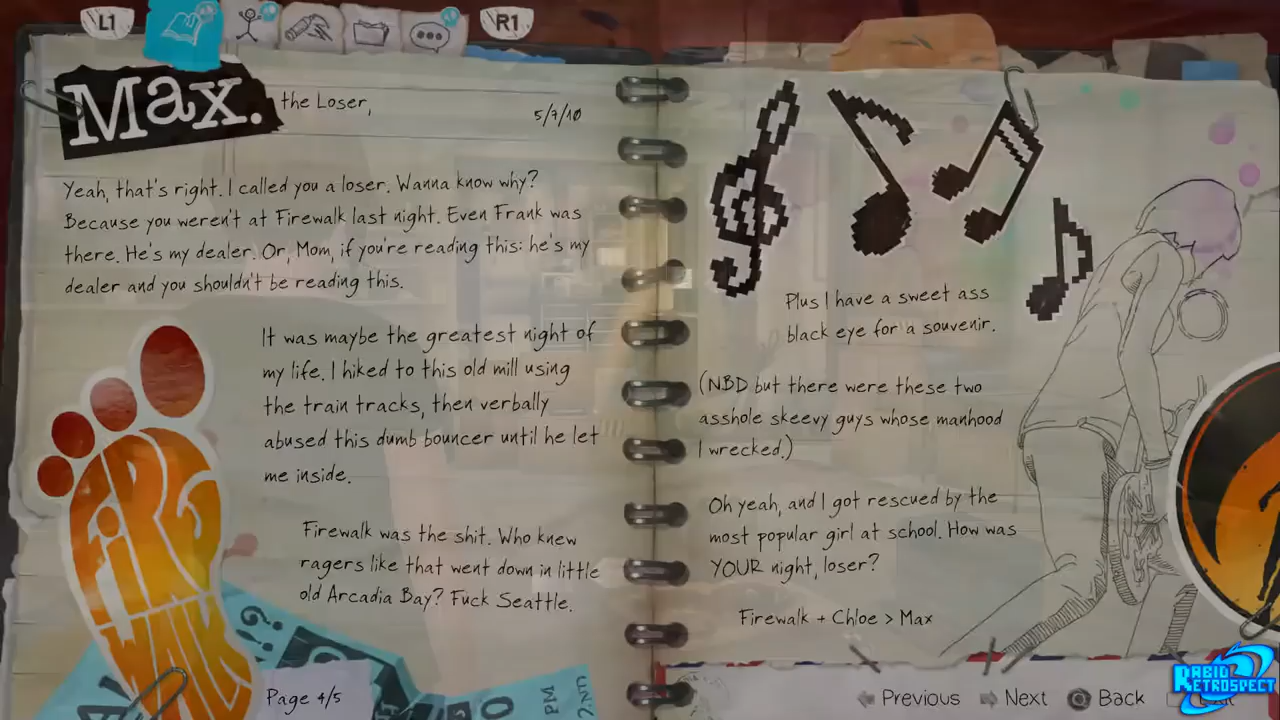 L1
R1
Max.
the Loser,
5/7/10
Yeah, that's right. I called you a loser. Wanna know why?
Because you weren't at Firewalk last night. Even Frank was
there. He's my dealer. Or, Mom, if you're reading this: he's my
dealer and you shouldn't be reading this.
It was maybe the greatest night of
my life. I hiked to this old mill using
the train tracks, then verbally
abused this dumb bouncer until he let
me inside.
Firewalk was the shit. Who knew
ragers like that went down in little
old Arcadia Bay? Fuck Seattle.
FIRE
WALK
PM
Page 4/5
Plus I have a sweet ass
black eye for a souvenir.
(NBD but there were these two
asshole skeevy guys whose manhood
I wrecked.)
Oh yeah, and I got rescued by the
most popular girl at school. How was
YOUR night, loser?
Firewalk + Chloe > Max
Previous
Next
Back
RABID
RETROSPECT